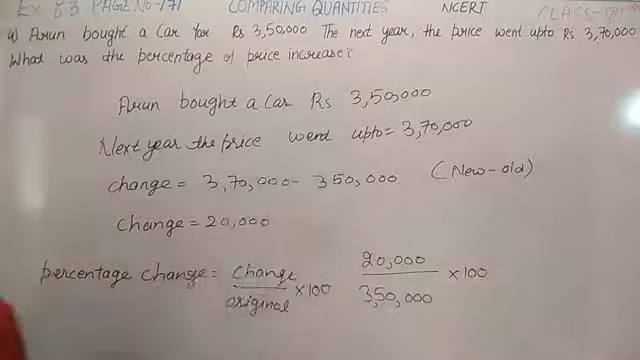 Ex 8.3 PAGE No-171 COMPARING QUANTITIES NCERT CLASS-
4) Arun bought a Car for Rs 3,50,000 The next year, the price went upto Rs 3,70,000
What was the percentage of price increase?
Arun bought a Car Rs 3,50,000
Next year the price went upto= 3,70,000
change = 3,70,000- 350,000 (New-old)
change = 20,000
percentage change = change/original ×100 20,000/3,50,000 ×100